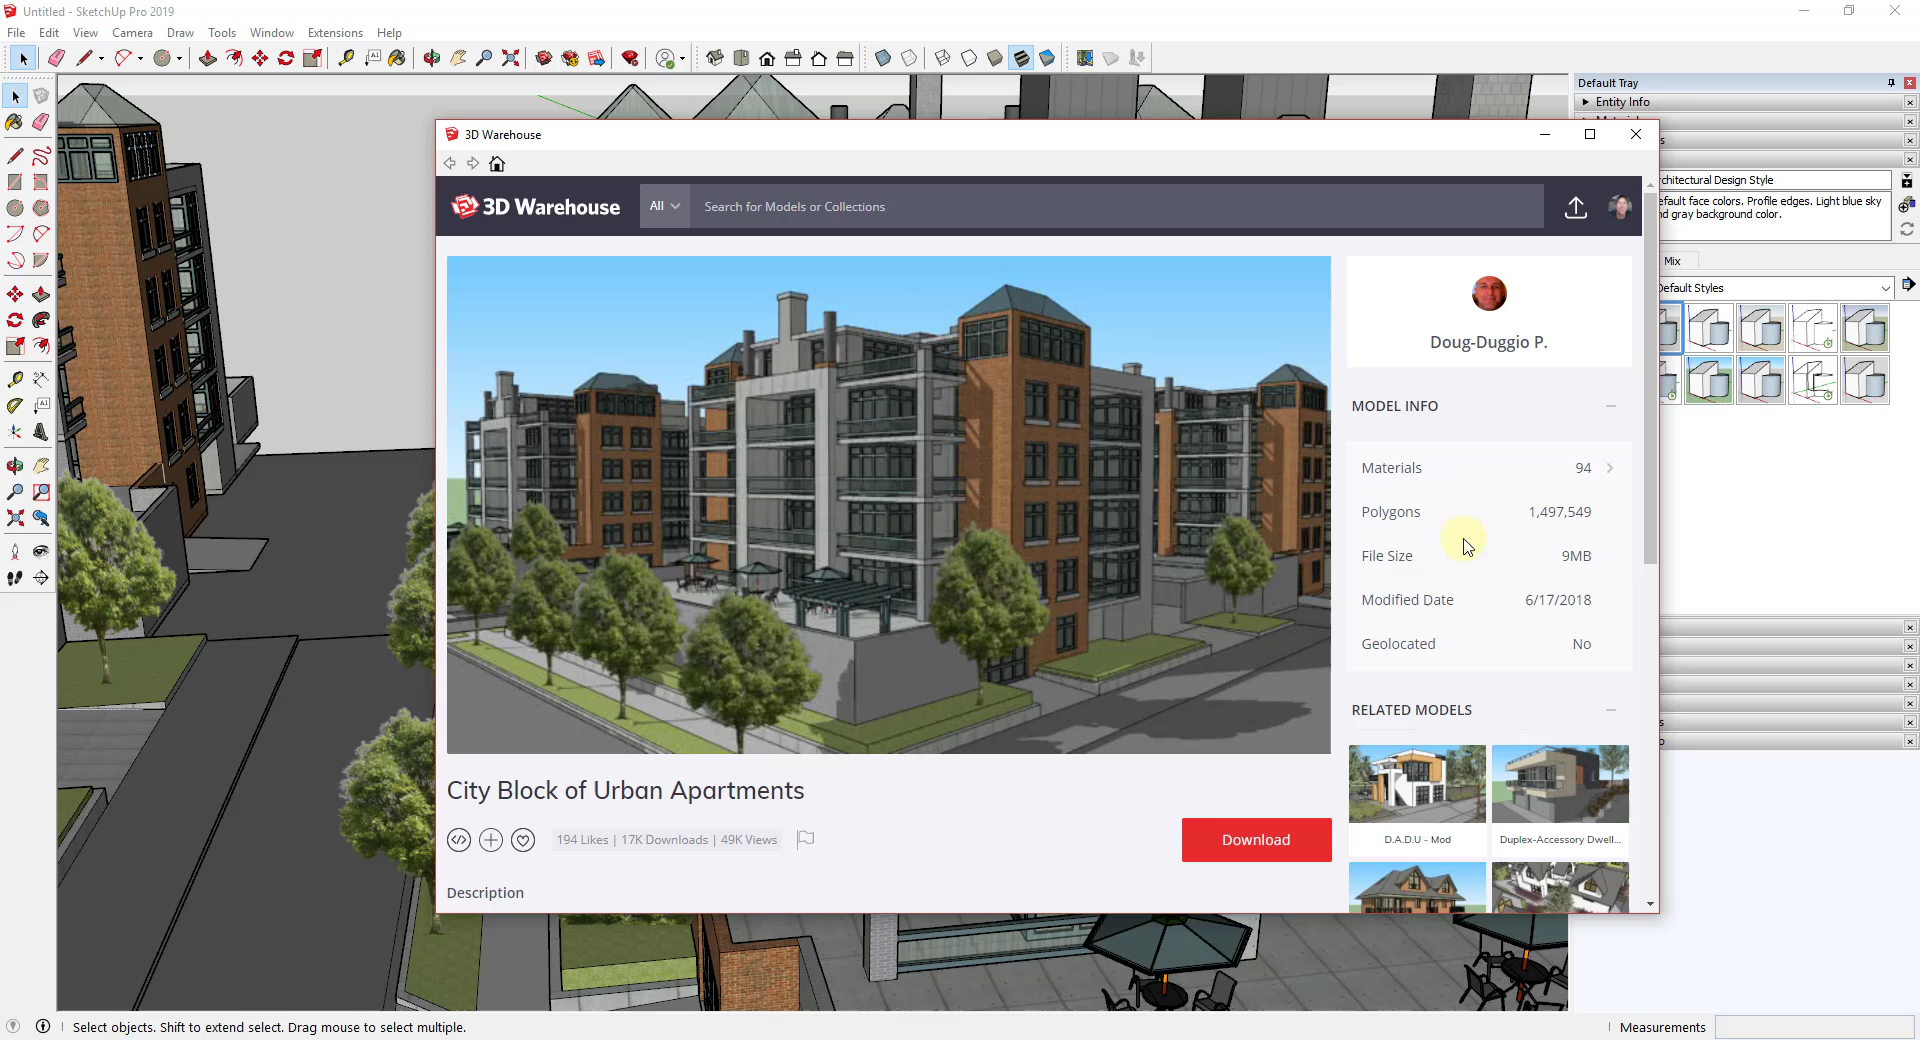 Untitled - SketchUp Pro 2019
File Edit View Camera Draw Tools Window Extensions Help
Default Tray
Entity Info
3D Warehouse
3D Warehouse
All
Search for Models or Collections
Architectural Design Style
Default face colors. Profile edges. Light blue sky
and gray background color.
Mix
Default Styles
Doug-Duggio P.
MODEL INFO
Materials 94
Polygons 1,497,549
File Size 9MB
Modified Date 6/17/2018
Geolocated No
RELATED MODELS
D.A.D.U - Mod
Duplex-Accessory Dwell...
City Block of Urban Apartments
194 Likes | 17K Downloads | 49K Views
Download
Description
Select objects. Shift to extend select. Drag mouse to select multiple.
Measurements